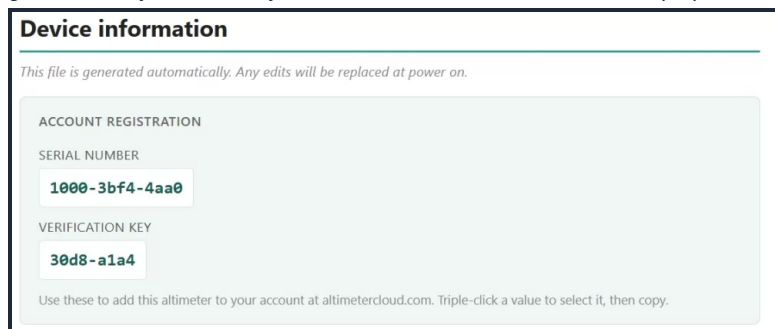 Device information
This file is generated automatically. Any edits will be replaced at power on.
ACCOUNT REGISTRATION
SERIAL NUMBER
1000-3bf4-4aa0
VERIFICATION KEY
30d8-a1a4
Use these to add this altimeter to your account at altimetercloud.com. Triple-click a value to select it, then copy.